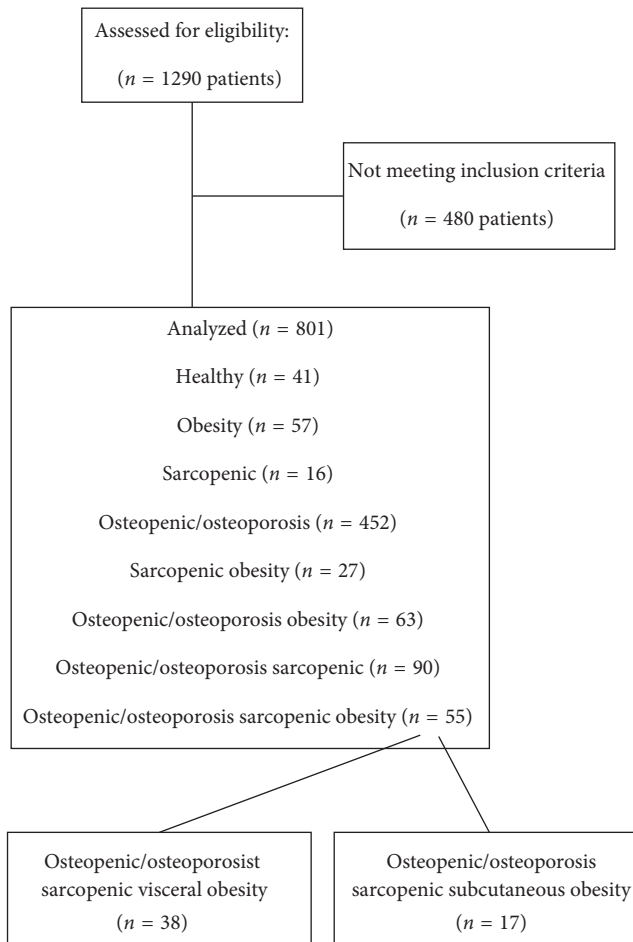 Assessed for eligibility:
(n = 1290 patients)
Not meeting inclusion criteria
(n = 480 patients)
Analyzed (n = 801)
Healthy (n = 41)
Obesity (n = 57)
Sarcopenic (n = 16)
Osteopenic/osteoporosis (n = 452)
Sarcopenic obesity (n = 27)
Osteopenic/osteoporosis obesity (n = 63)
Osteopenic/osteoporosis sarcopenic (n = 90)
Osteopenic/osteoporosis sarcopenic obesity (n = 55)
Osteopenic/osteoporosist
sarcopenic visceral obesity
(n = 38)
Osteopenic/osteoporosis
sarcopenic subcutaneous obesity
(n = 17)